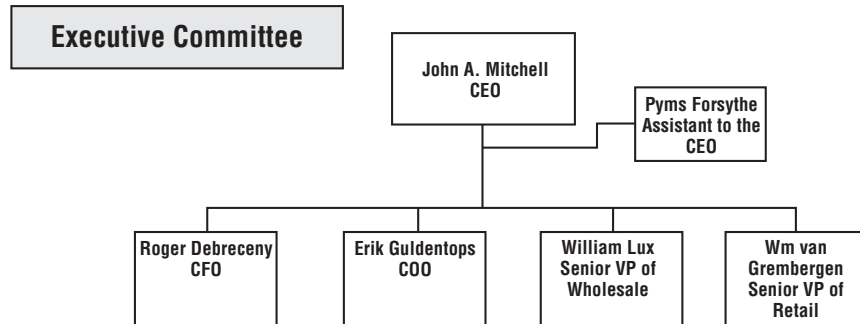 Executive Committee
John A. Mitchell
CEO
Pyms Forsythe
Assistant to the
CEO
Roger Debreceny
CFO
Erik Guldentops
COO
William Lux
Senior VP of
Wholesale
Wm van
Grembergen
Senior VP of
Retail